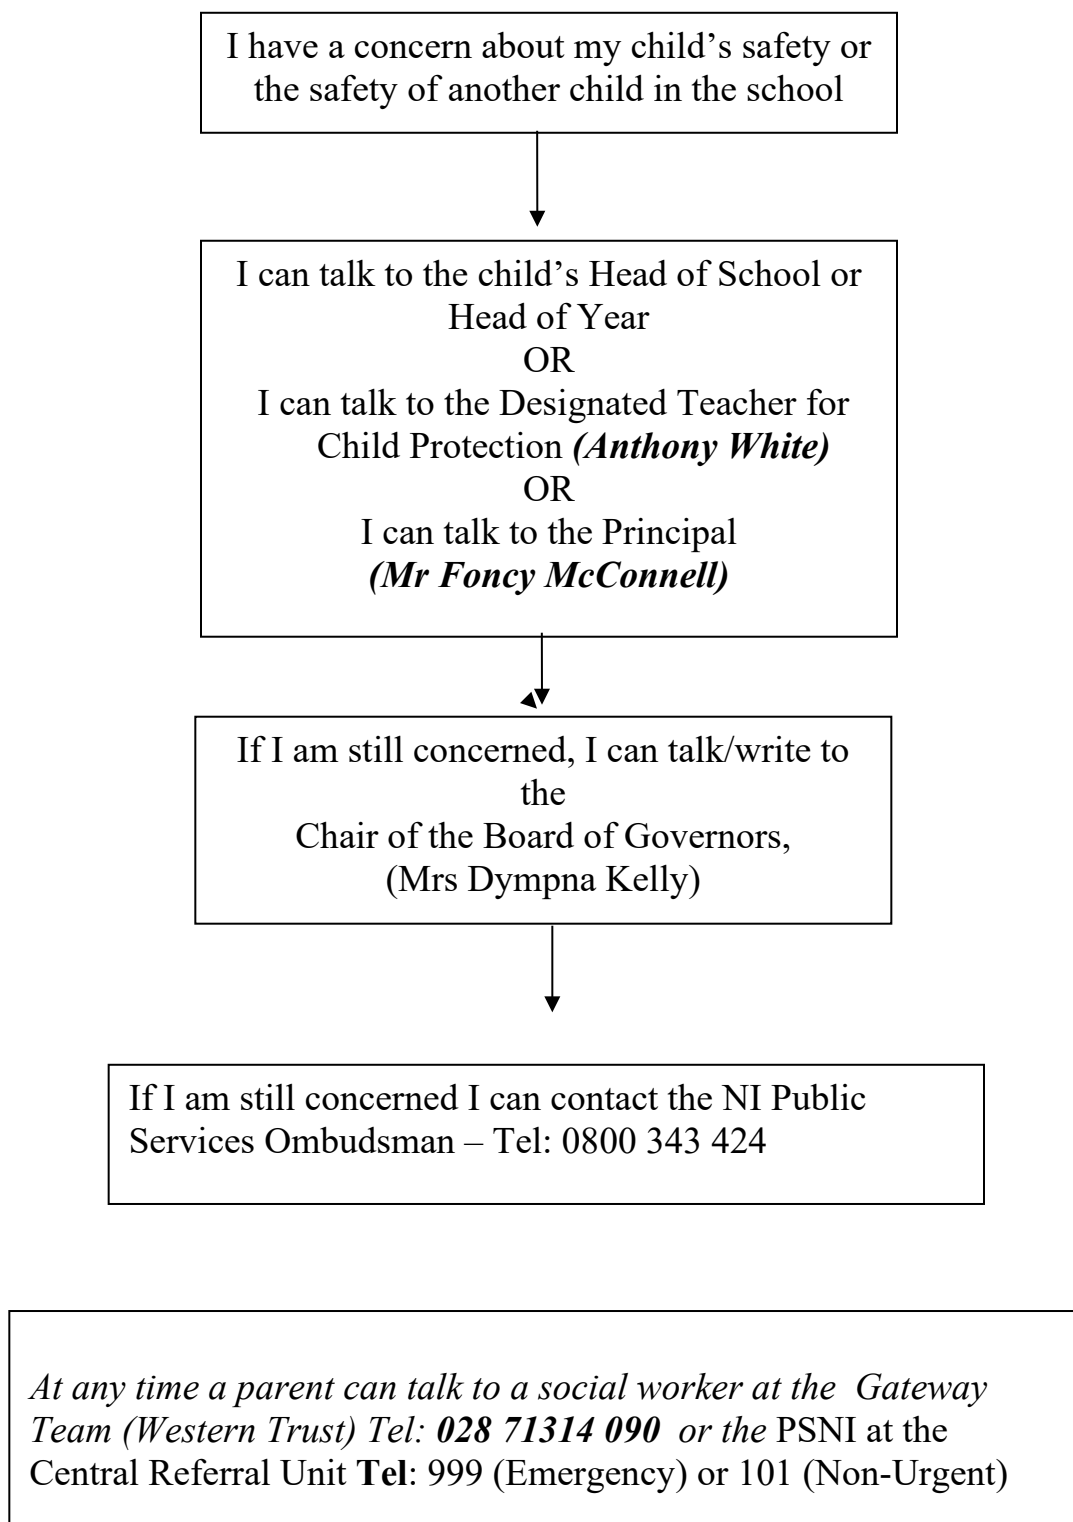 I have a concern about my child’s safety or
the safety of another child in the school
I can talk to the child’s Head of School or
Head of Year
OR
I can talk to the Designated Teacher for
Child Protection (Anthony White)
OR
I can talk to the Principal
(Mr Foncy McConnell)
If I am still concerned, I can talk/write to
the
Chair of the Board of Governors,
(Mrs Dympna Kelly)
If I am still concerned I can contact the NI Public
Services Ombudsman – Tel: 0800 343 424
At any time a parent can talk to a social worker at the Gateway
Team (Western Trust) Tel: 028 71314 090 or the PSNI at the
Central Referral Unit Tel: 999 (Emergency) or 101 (Non-Urgent)